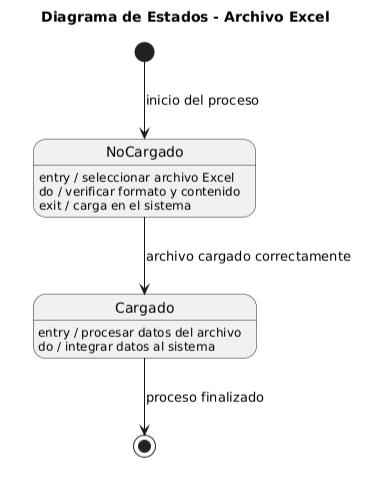 Diagrama de Estados - Archivo Excel
inicio del proceso
NoCargado
entry / seleccionar archivo Excel
do / verificar formato y contenido
exit / carga en el sistema
archivo cargado correctamente
Cargado
entry / procesar datos del archivo
do / integrar datos al sistema
proceso finalizado